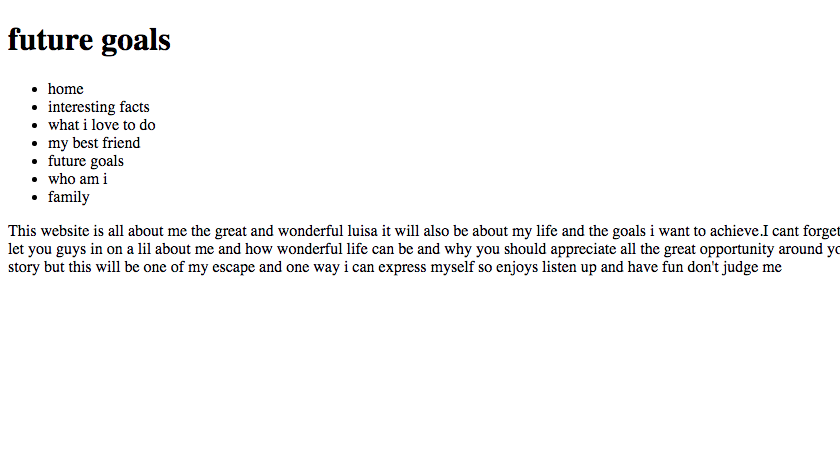 future goals
home
interesting facts
what i love to do
my best friend
future goals
who am i
family
This website is all about me the great and wonderful luisa it will also be about my life and the goals i want to achieve.I cant forget
let you guys in on a lil about me and how wonderful life can be and why you should appreciate all the great opportunity around
story but this will be one of my escape and one way i can express myself so enjoys listen up and have fun don't judge me